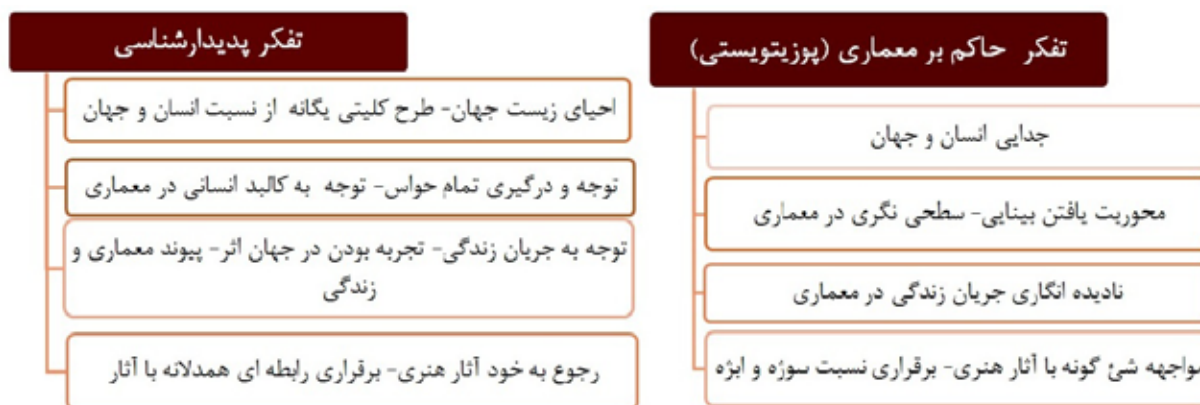 تفکر حاکم بر معماری (پوزیتویستی)
جدایی انسان و جهان
محوریت یافتن بینایی- سطحی نگری در معماری
نادیده انگاری جریان زندگی در معماری
مواجهه شئ گونه با آثار هنری- برقراری نسبت سوژه و ابژه
تفکر پدیدارشناسی
احیای زیست جهان- طرح کلیتی یگانه از نسبت انسان و جهان
توجه و درگیری تمام حواس- توجه به کالبد انسانی در معماری
توجه به جریان زندگی- تجربه بودن در جهان اثر- پیوند معماری و
زندگی
رجوع به خود آثار هنری- برقراری رابطه ای همدلانه با آثار